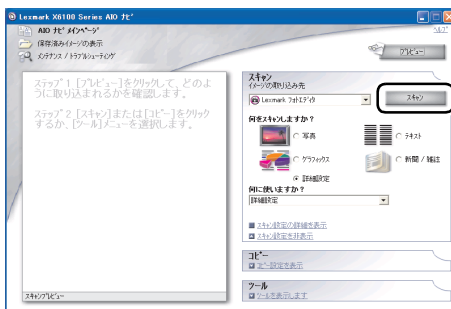 Lexmark X6100 Series AIO ﾅﾋﾞ
AIO ﾅﾋﾞ ﾒｲﾝﾍﾟｰｼﾞ
ﾍﾙﾌﾟ
保存済みｲﾒｰｼﾞの表示
ﾒﾝﾃﾅﾝｽ / ﾄﾗﾌﾞﾙｼｭｰﾃｨﾝｸﾞ
ﾌﾟﾚﾋﾞｭｰ
ステップ 1 [プレビュー]をクリックして、どのよ
うに取り込まれるかを確認します。
ステップ 2 [スキャン]または[コピー]をクリック
するか、[ツール]メニューを選択します。
スキャン
ｲﾒｰｼﾞの取り込み先
Lexmark ﾌｫﾄｴﾃﾞｨﾀ
ｽｷｬﾝ
何をｽｷｬﾝしますか？
写真
ﾃｷｽﾄ
ｸﾞﾗﾌｨｯｸｽ
新聞 / 雑誌
詳細設定
何に使いますか？
詳細設定
ｽｷｬﾝ設定の詳細を表示
ｽｷｬﾝ設定を非表示
ｺﾋﾟｰ
ｺﾋﾟｰ設定を表示
ツール
ﾂｰﾙを表示します
ｽｷｬﾝﾌﾟﾚﾋﾞｭｰ